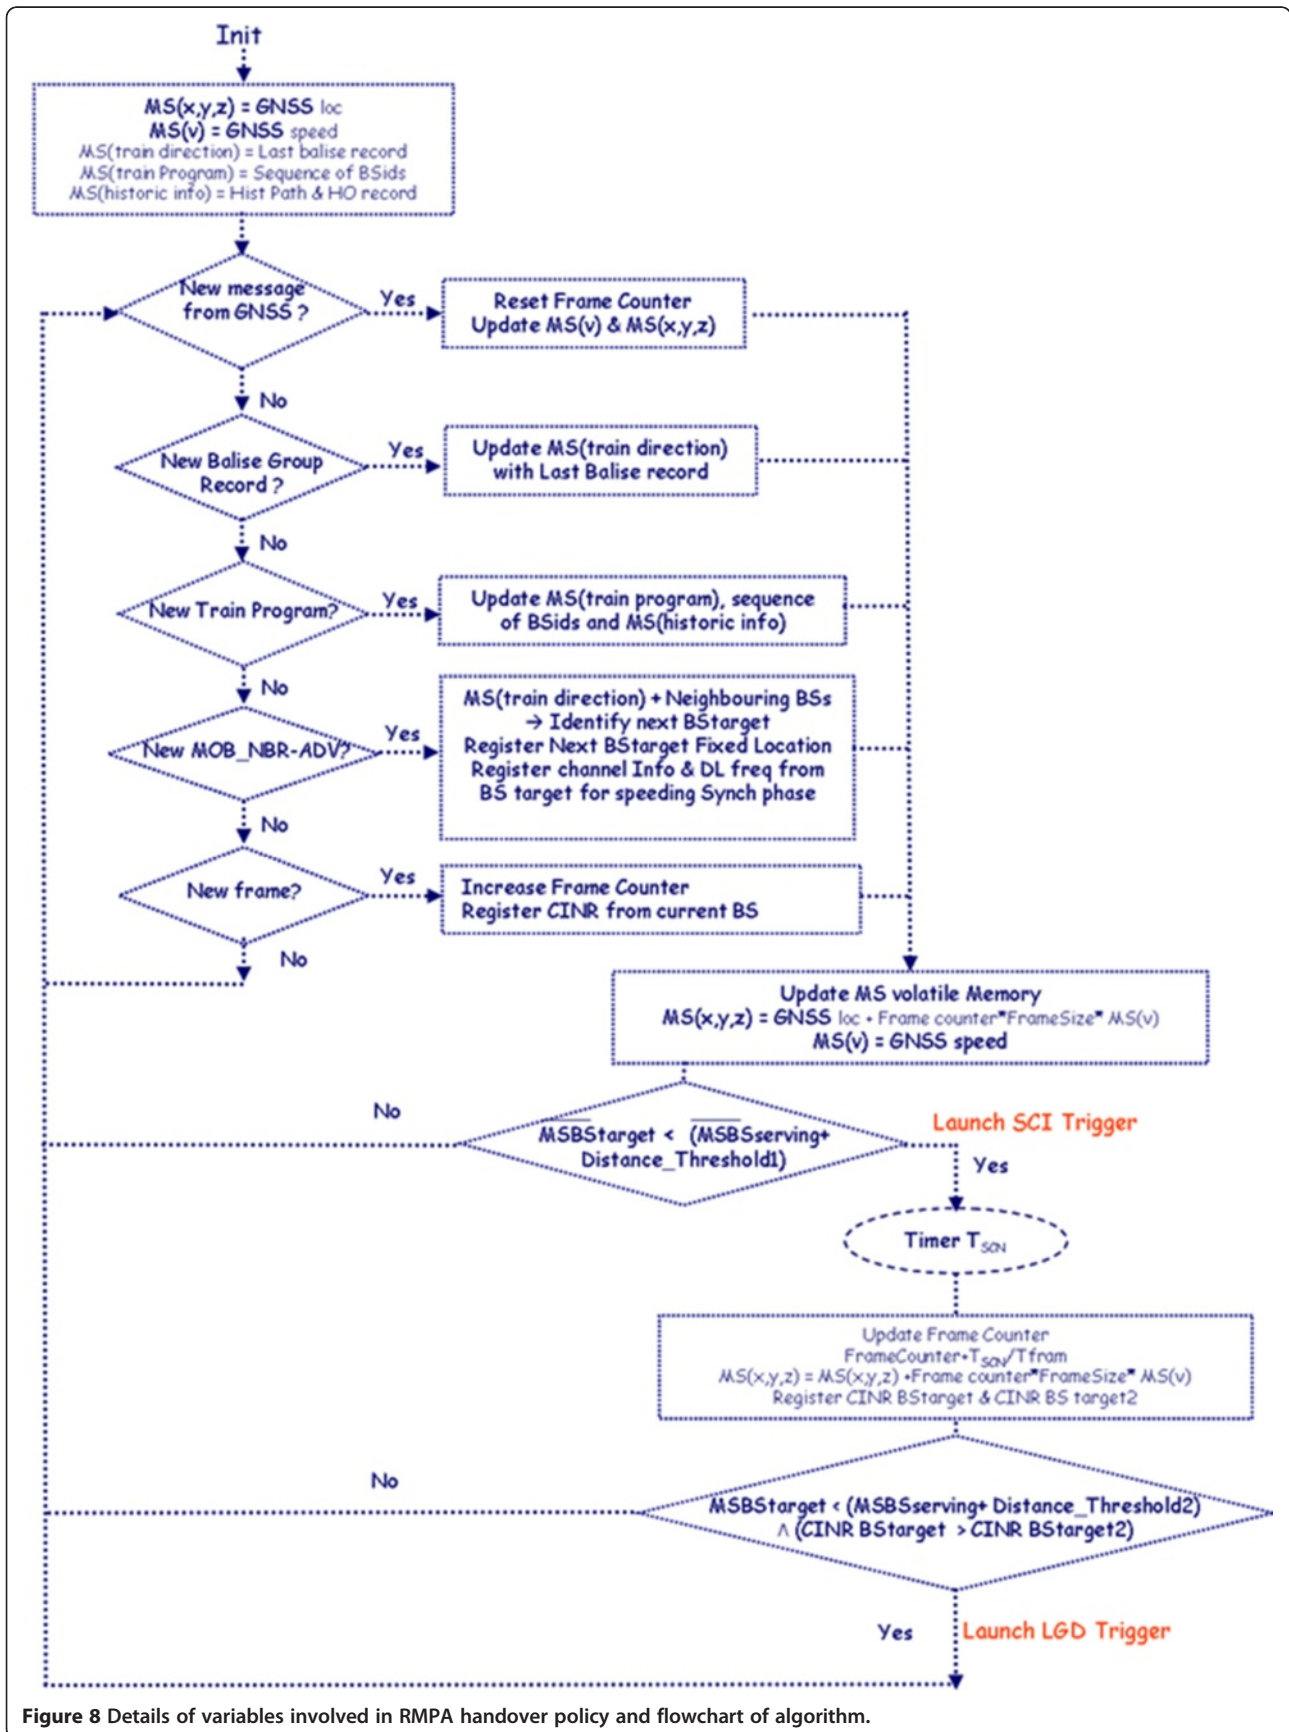 Init
MS(x,y,z) = GNSS loc
MS(v) = GNSS speed
MS(train direction) = Last balise record
MS(train Program) = Sequence of BSids
MS(historic info) = Hist Path & HO record
New message
from GNSS ?
Yes
Reset Frame Counter
Update MS(v) & MS(x,y,z)
No
New Balise Group
Record ?
Yes
Update MS(train direction)
with Last Balise record
No
New Train Program?
Yes
Update MS(train program), sequence
of BSids and MS(historic info)
No
New MOB_NBR-ADV?
Yes
MS(train direction) + Neighbouring BSs
→ Identify next BStarget
Register Next BStarget Fixed Location
Register channel Info & DL freq from
BS target for speeding Synch phase
No
New frame?
Yes
Increase Frame Counter
Register CINR from current BS
No
Update MS volatile Memory
MS(x,y,z) = GNSS loc + Frame counter*FrameSize* MS(v)
MS(v) = GNSS speed
No
MSBStarget < (MSBSserving+
Distance_Threshold1)
Launch SCI Trigger
Yes
Timer TSCN
Update Frame Counter
FrameCounter+TSCN/Tfram
MS(x,y,z) = MS(x,y,z) +Frame counter*FrameSize* MS(v)
Register CINR BStarget & CINR BS target2
No
MSBStarget < (MSBSserving+ Distance_Threshold2)
∧ (CINR BStarget > CINR BStarget2)
Yes
Launch LGD Trigger
Figure 8 Details of variables involved in RMPA handover policy and flowchart of algorithm.